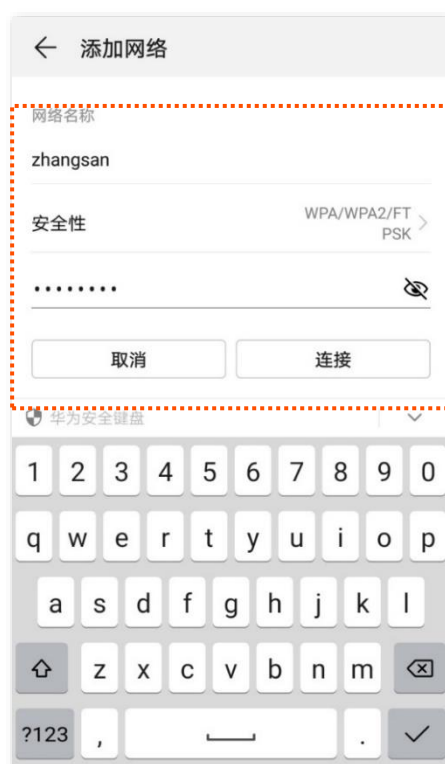 添加网络
网络名称
zhangsan
安全性
WPA/WPA2/FT
PSK
••••••••
取消
连接
华为安全键盘
1 2 3 4 5 6 7 8 9 0
q w e r t y u i o p
a s d f g h j k l
z x c v b n m
?123 , .